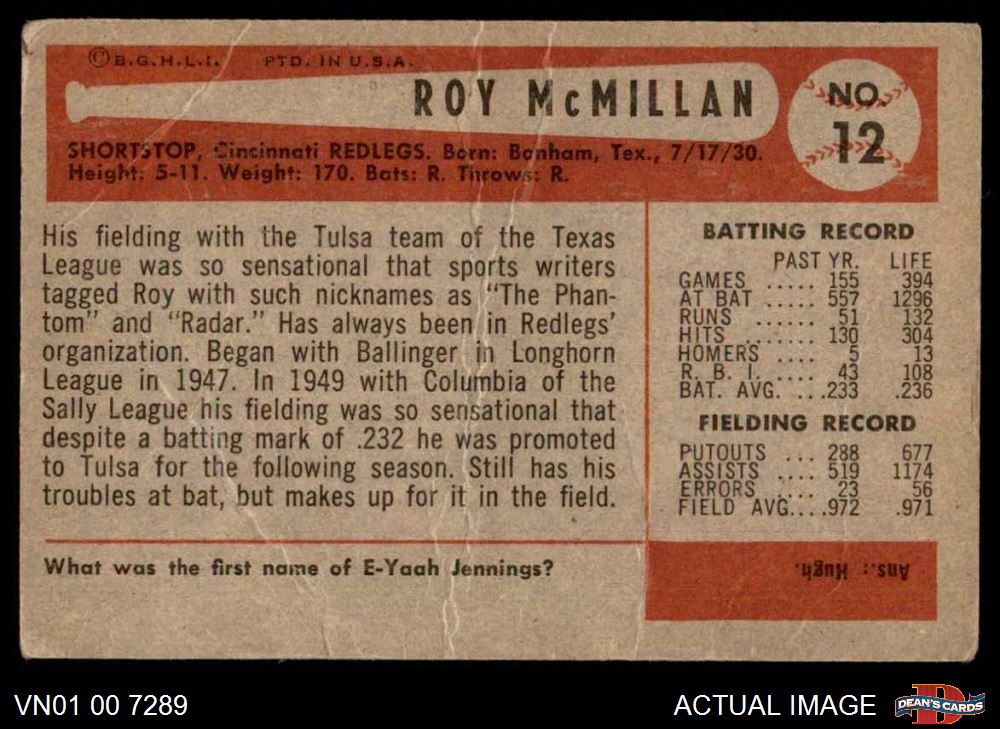 ©B.G.H.L.I. PTD. IN U.S.A.
ROY McMILLAN
NO.
12
SHORTSTOP, Cincinnati REDLEGS. Born: Bonham, Tex., 7/17/30.
Height: 5-11. Weight: 170. Bats: R. Throws: R.
His fielding with the Tulsa team of the Texas
League was so sensational that sports writers
tagged Roy with such nicknames as "The Phan-
tom" and "Radar." Has always been in Redlegs'
organization. Began with Ballinger in Longhorn
League in 1947. In 1949 with Columbia of the
Sally League his fielding was so sensational that
despite a batting mark of .232 he was promoted
to Tulsa for the following season. Still has his
troubles at bat, but makes up for it in the field.
BATTING RECORD
PAST YR. LIFE
GAMES ..... 155 394
AT BAT ..... 557 1296
RUNS ...... 51 132
HITS ....... 130 304
HOMERS .... 5 13
R. B. I. .... 43 108
BAT. AVG. ...233 .236
FIELDING RECORD
PUTOUTS ... 288 677
ASSISTS .... 519 1174
ERRORS .... 23 56
FIELD AVG....972 .971
What was the first name of E-Yaah Jennings?
Ans.: Hugh.
VN01 00 7289
ACTUAL IMAGE
D
DEAN'S CARDS